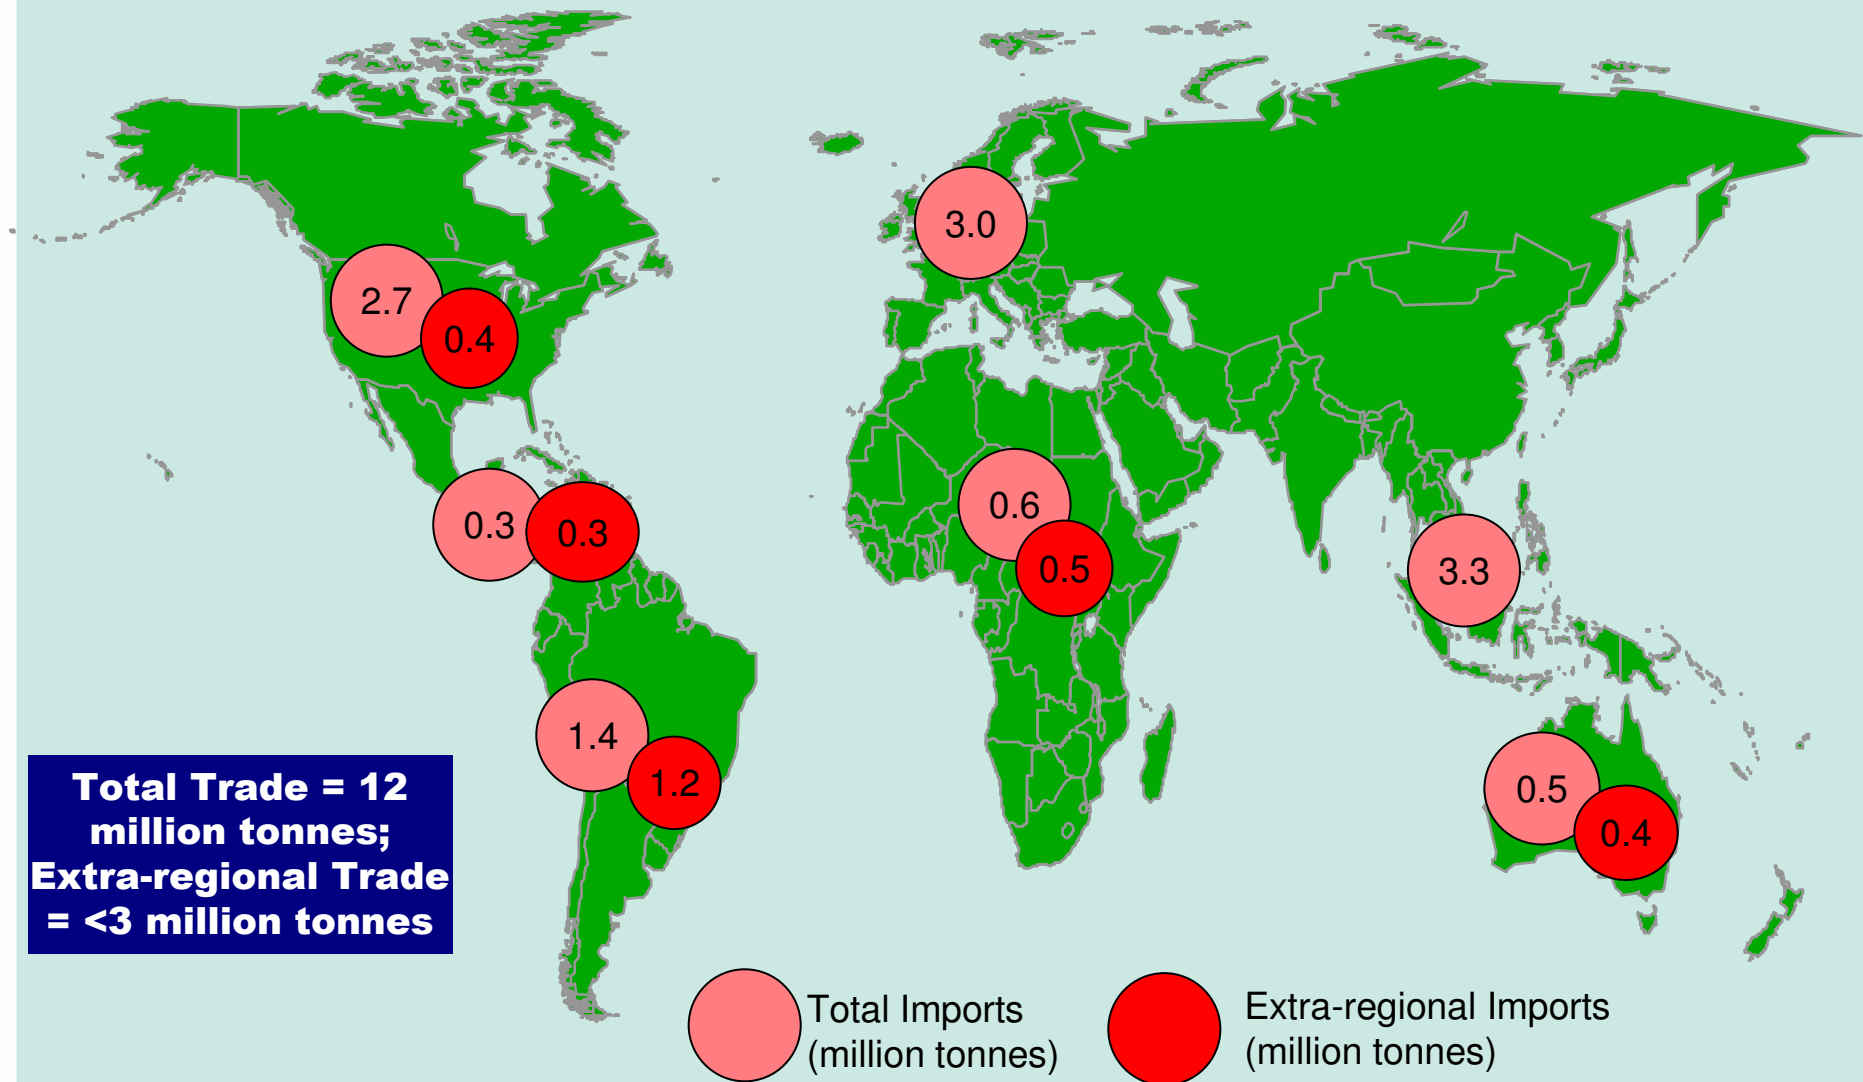 3.0
2.7
0.4
0.3
0.3
0.6
0.5
3.3
1.4
1.2
0.5
0.4
Total Trade = 12
million tonnes;
Extra-regional Trade
= <3 million tonnes
Total Imports
(million tonnes)
Extra-regional Imports
(million tonnes)